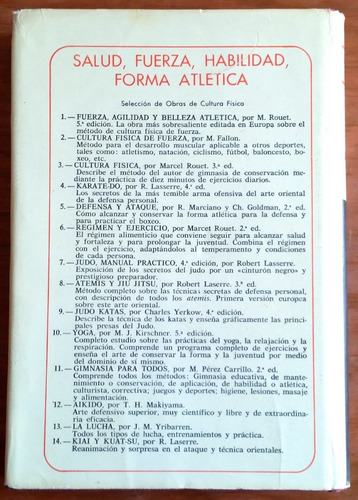 SALUD, FUERZA, HABILIDAD,
FORMA ATLETICA
Selección de Obras de Cultura Física
1.— FUERZA, AGILIDAD Y BELLEZA ATLETICA, por M. Rouet.
5.ª edición. La obra más sobresaliente editada en Europa sobre el
método de cultura física de fuerza.
2.— CULTURA FISICA DE FUERZA, por M. Fallon.
Método para el desarrollo muscular aplicable a otros deportes,
tales como: atletismo, natación, ciclismo, fútbol, baloncesto, bo-
xeo, etc.
3.— CULTURA FISICA, por Marcel Rouet. 3.ª ed.
Describe el método del autor de gimnasia de conservación me-
diante la práctica de diez minutos de ejercicios diarios.
4.— KARATE-DO, por R. Lasserre, 4.ª ed.
Los secretos de la más temible arma ofensiva del arte oriental
de la defensa personal.
5.— DEFENSA Y ATAQUE, por R. Marciano y Ch. Goldman, 2.ª ed.
Cómo alcanzar y conservar la forma atlética para la defensa y
para practicar el boxeo.
6.— REGIMEN Y EJERCICIO, por Marcet Rouet. 2.ª ed.
El régimen alimenticio que conviene seguir para alcanzar salud
y fortaleza y para prolongar la juventud. Combina el régimen
con el ejercicio, adaptándolos al temperamento y condiciones
de cada persona.
7.— JUDO, MANUAL PRACTICO, 4.ª edición, por Robert Lasserre.
Exposición de los secretos del judo por un «cinturón negro» y
prestigioso preparador.
8.— ATEMIS Y JIU JITSU, por Robert Laserre. 3.ª ed.
Método completo sobre las técnicas secretas de defensa personal,
con descripción de todos los atemis. Primera versión europea
sobre este arte oriental.
9.— JUDO KATAS, por Charles Yerkow, 4.ª edición.
Describe la técnica de los katas y enseña gráficamente las princi-
pales presas del Judo.
10.— YOGA, por M. J. Kirschner. 5.ª edición.
Completo estudio sobre las prácticas del yoga, la relajación y la
respiración. Comprende un programa completo de ejercicios y
enseña el arte de conservar la forma y la juventud por medio
del dominio de sí mismo.
11.— GIMNASIA PARA TODOS, por M. Pérez Carrillo. 2.ª ed.
Comprende todos los métodos: Gimnasia educativa, de mante-
nimiento o conservación, de aplicación, de habilidad o atlética,
culturista, correctiva; juegos y deportes; higiene, lesiones, masaje
y alimentación.
12.— AIKIDO, por T. H. Makiyama.
Arte defensivo superior, muy científico y libre y de extraordina-
ria eficacia.
13.— LA LUCHA, por J. M. Yribarren.
Todos los tipos de lucha, entrenamientos y práctica.
14.— KIAI Y KUAT-SU, por R. Laserre.
Reanimación y sorpresa en el ataque y técnica orientales.